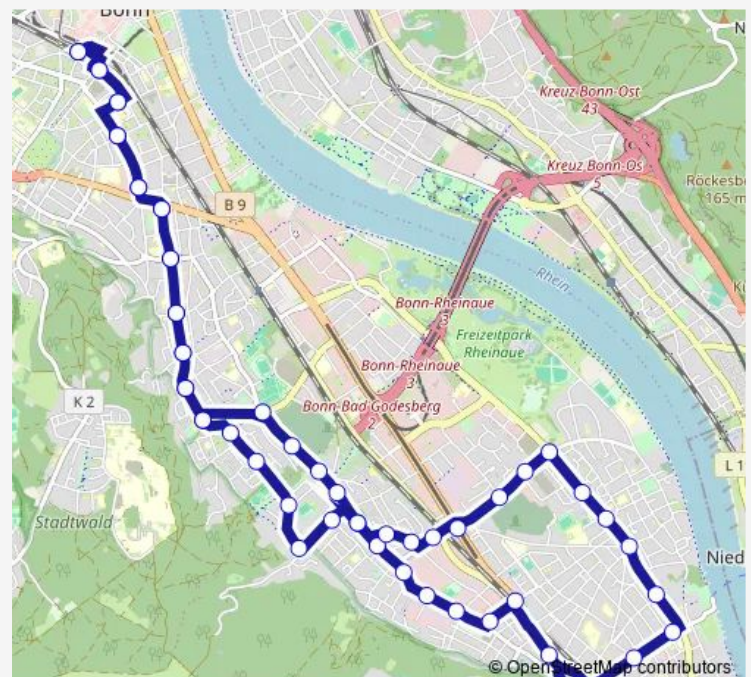 Bonn
Kreuz Bonn-Ost
43
Kreuz Bonn-Os
5
Röckesb
165 m
B 9
Rhein
Bonn-Rheinaue
3
Freizeitpark
Rheinaue
Bonn-Rheinaue
3
K 2
Bonn-Bad Godesberg
2
L 1
Stadtwald
Nied
© OpenStreetMap contributors